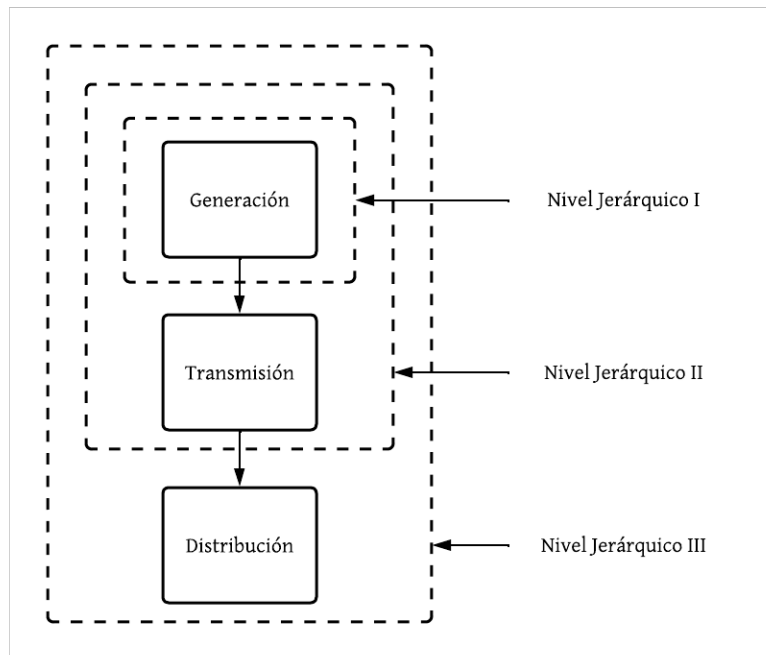 Generación
Nivel Jerárquico I
Transmisión
Nivel Jerárquico II
Distribución
Nivel Jerárquico III